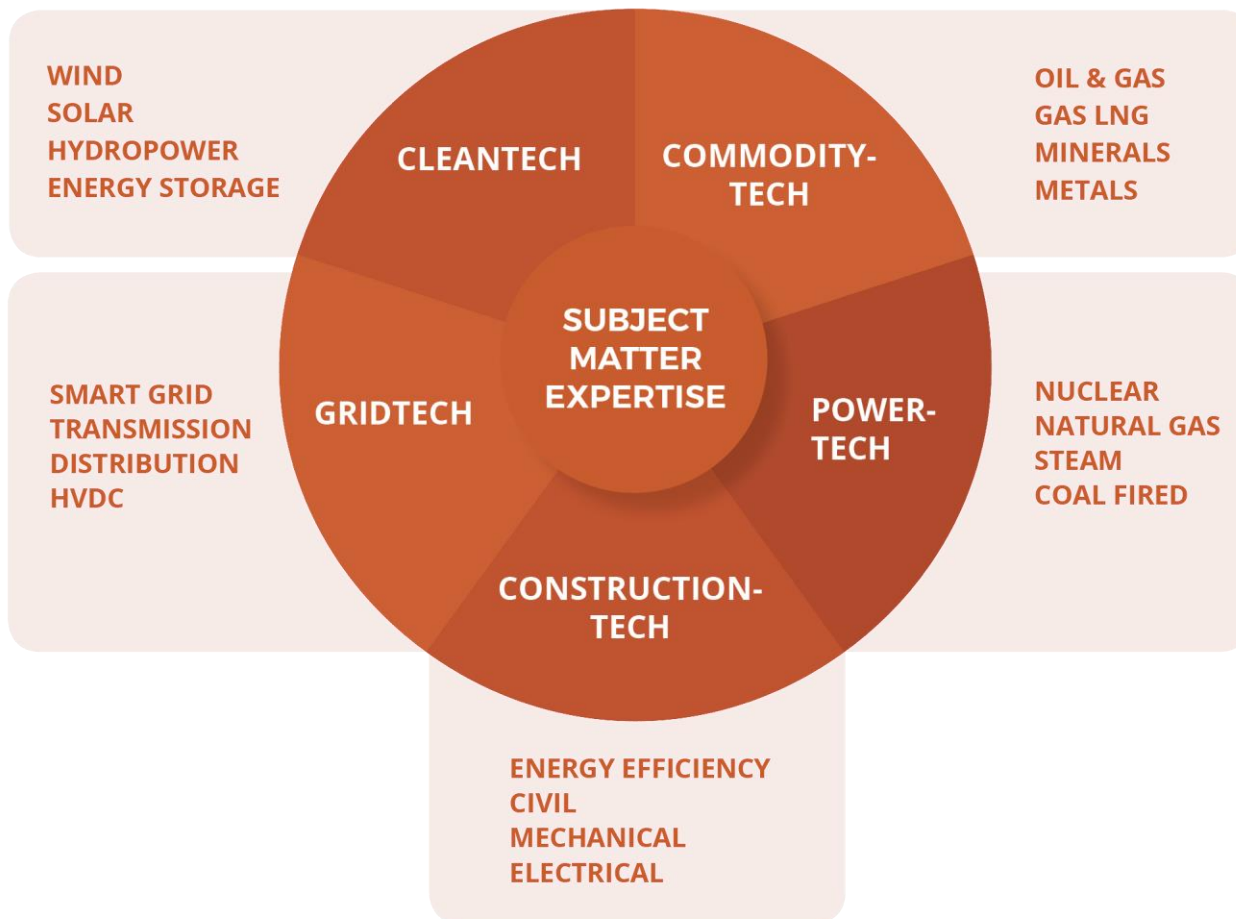 WIND
SOLAR
HYDROPOWER
ENERGY STORAGE
CLEANTECH
COMMODITY-
TECH
OIL & GAS
GAS LNG
MINERALS
METALS
SUBJECT
MATTER
EXPERTISE
SMART GRID
TRANSMISSION
DISTRIBUTION
HVDC
GRIDTECH
POWER-
TECH
NUCLEAR
NATURAL GAS
STEAM
COAL FIRED
CONSTRUCTION-
TECH
ENERGY EFFICIENCY
CIVIL
MECHANICAL
ELECTRICAL